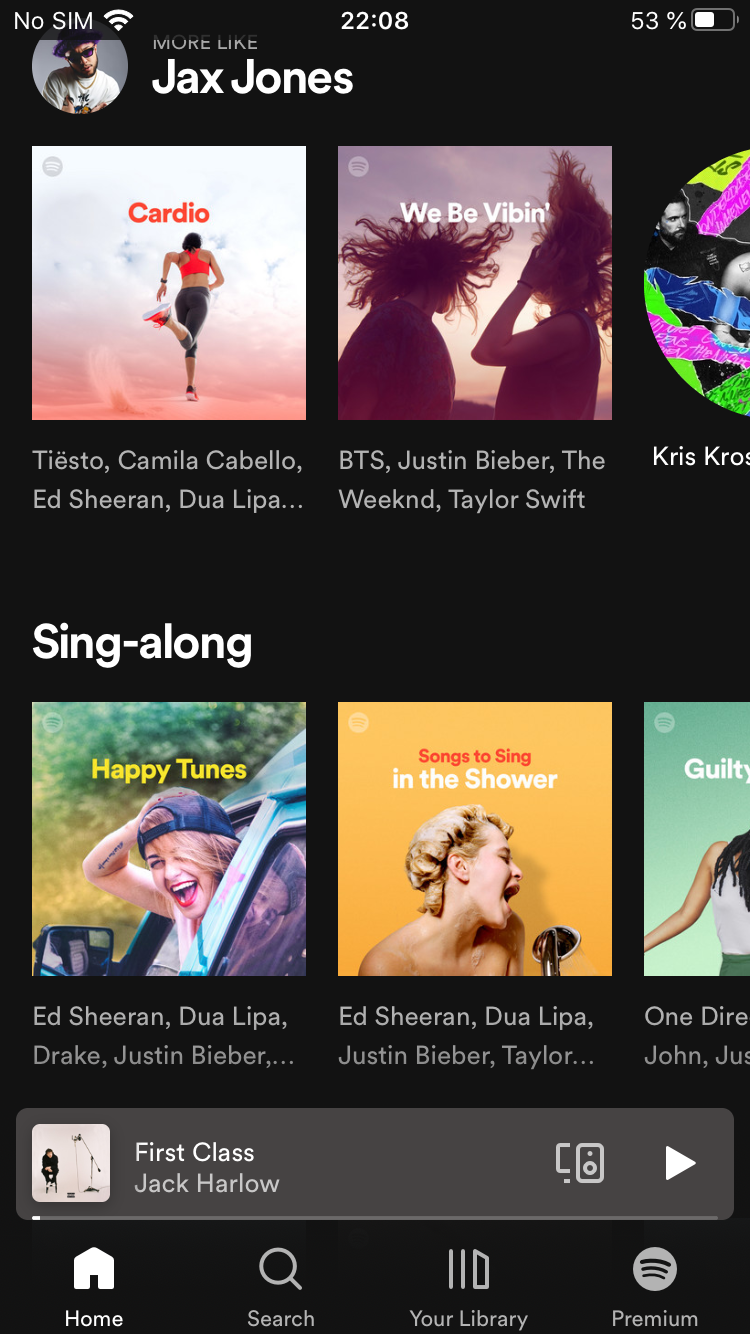 No SIM 22:08 53 %
MORE LIKE
Jax Jones
Cardio
We Be Vibin'
Tiësto, Camila Cabello,
Ed Sheeran, Dua Lipa...
BTS, Justin Bieber, The
Weeknd, Taylor Swift
Kris Kros
Sing-along
Happy Tunes
Songs to Sing
in the Shower
Guilty
Ed Sheeran, Dua Lipa,
Drake, Justin Bieber,...
Ed Sheeran, Dua Lipa,
Justin Bieber, Taylor...
One Dire
John, Jus
First Class
Jack Harlow
Home
Search
Your Library
Premium